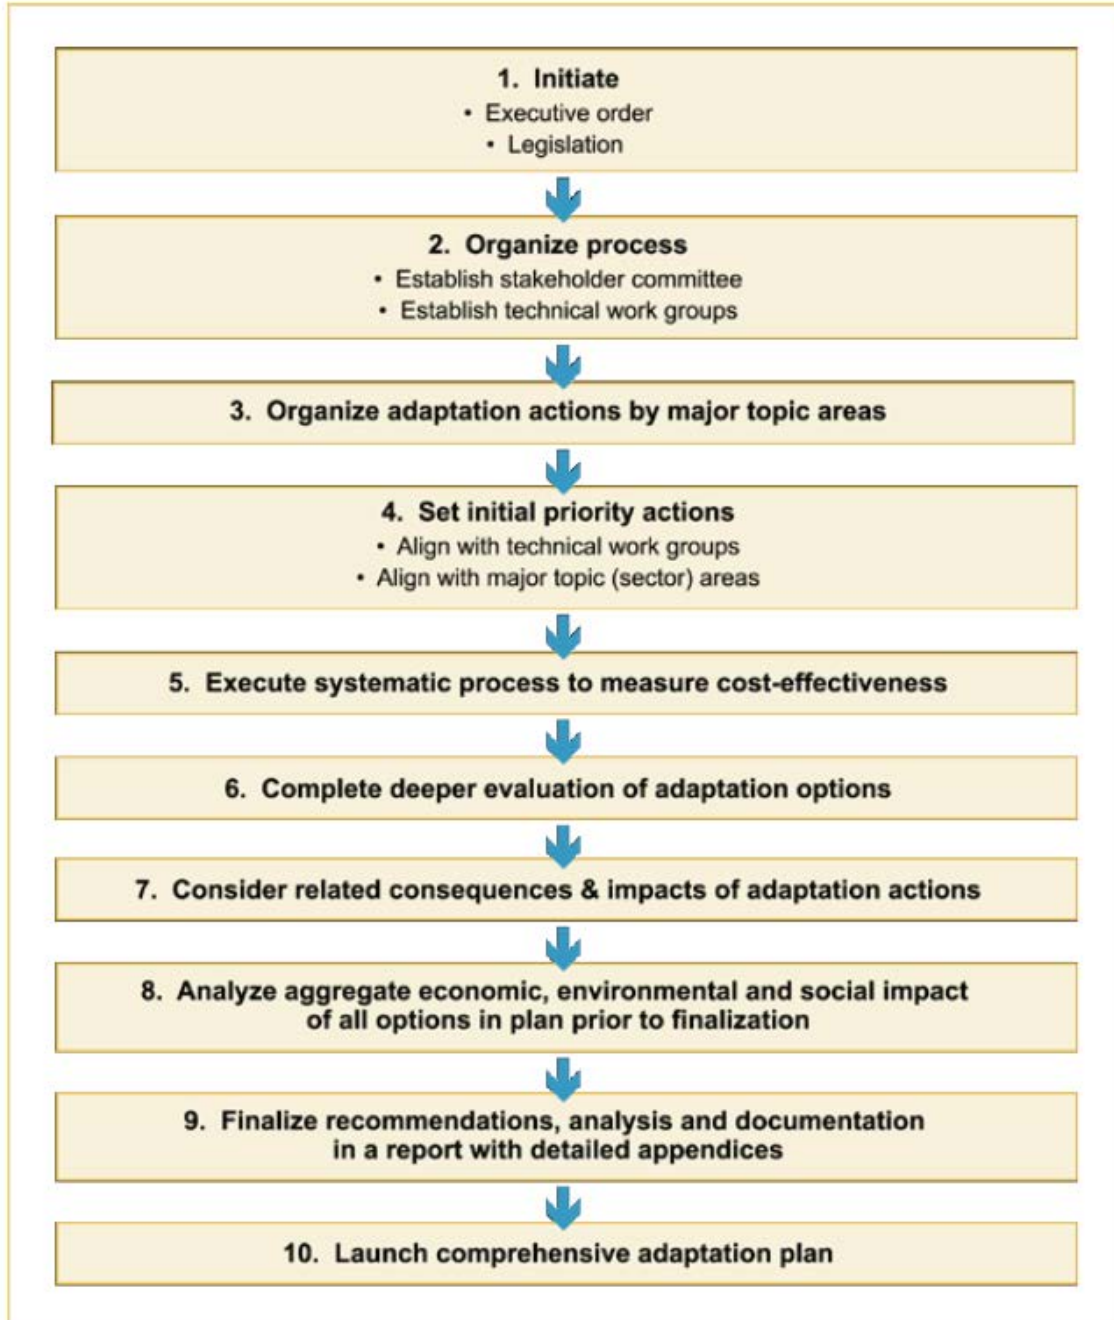 1. Initiate
• Executive order
• Legislation
2. Organize process
• Establish stakeholder committee
• Establish technical work groups
3. Organize adaptation actions by major topic areas
4. Set initial priority actions
• Align with technical work groups
• Align with major topic (sector) areas
5. Execute systematic process to measure cost-effectiveness
6. Complete deeper evaluation of adaptation options
7. Consider related consequences & impacts of adaptation actions
8. Analyze aggregate economic, environmental and social impact
of all options in plan prior to finalization
9. Finalize recommendations, analysis and documentation
in a report with detailed appendices
10. Launch comprehensive adaptation plan